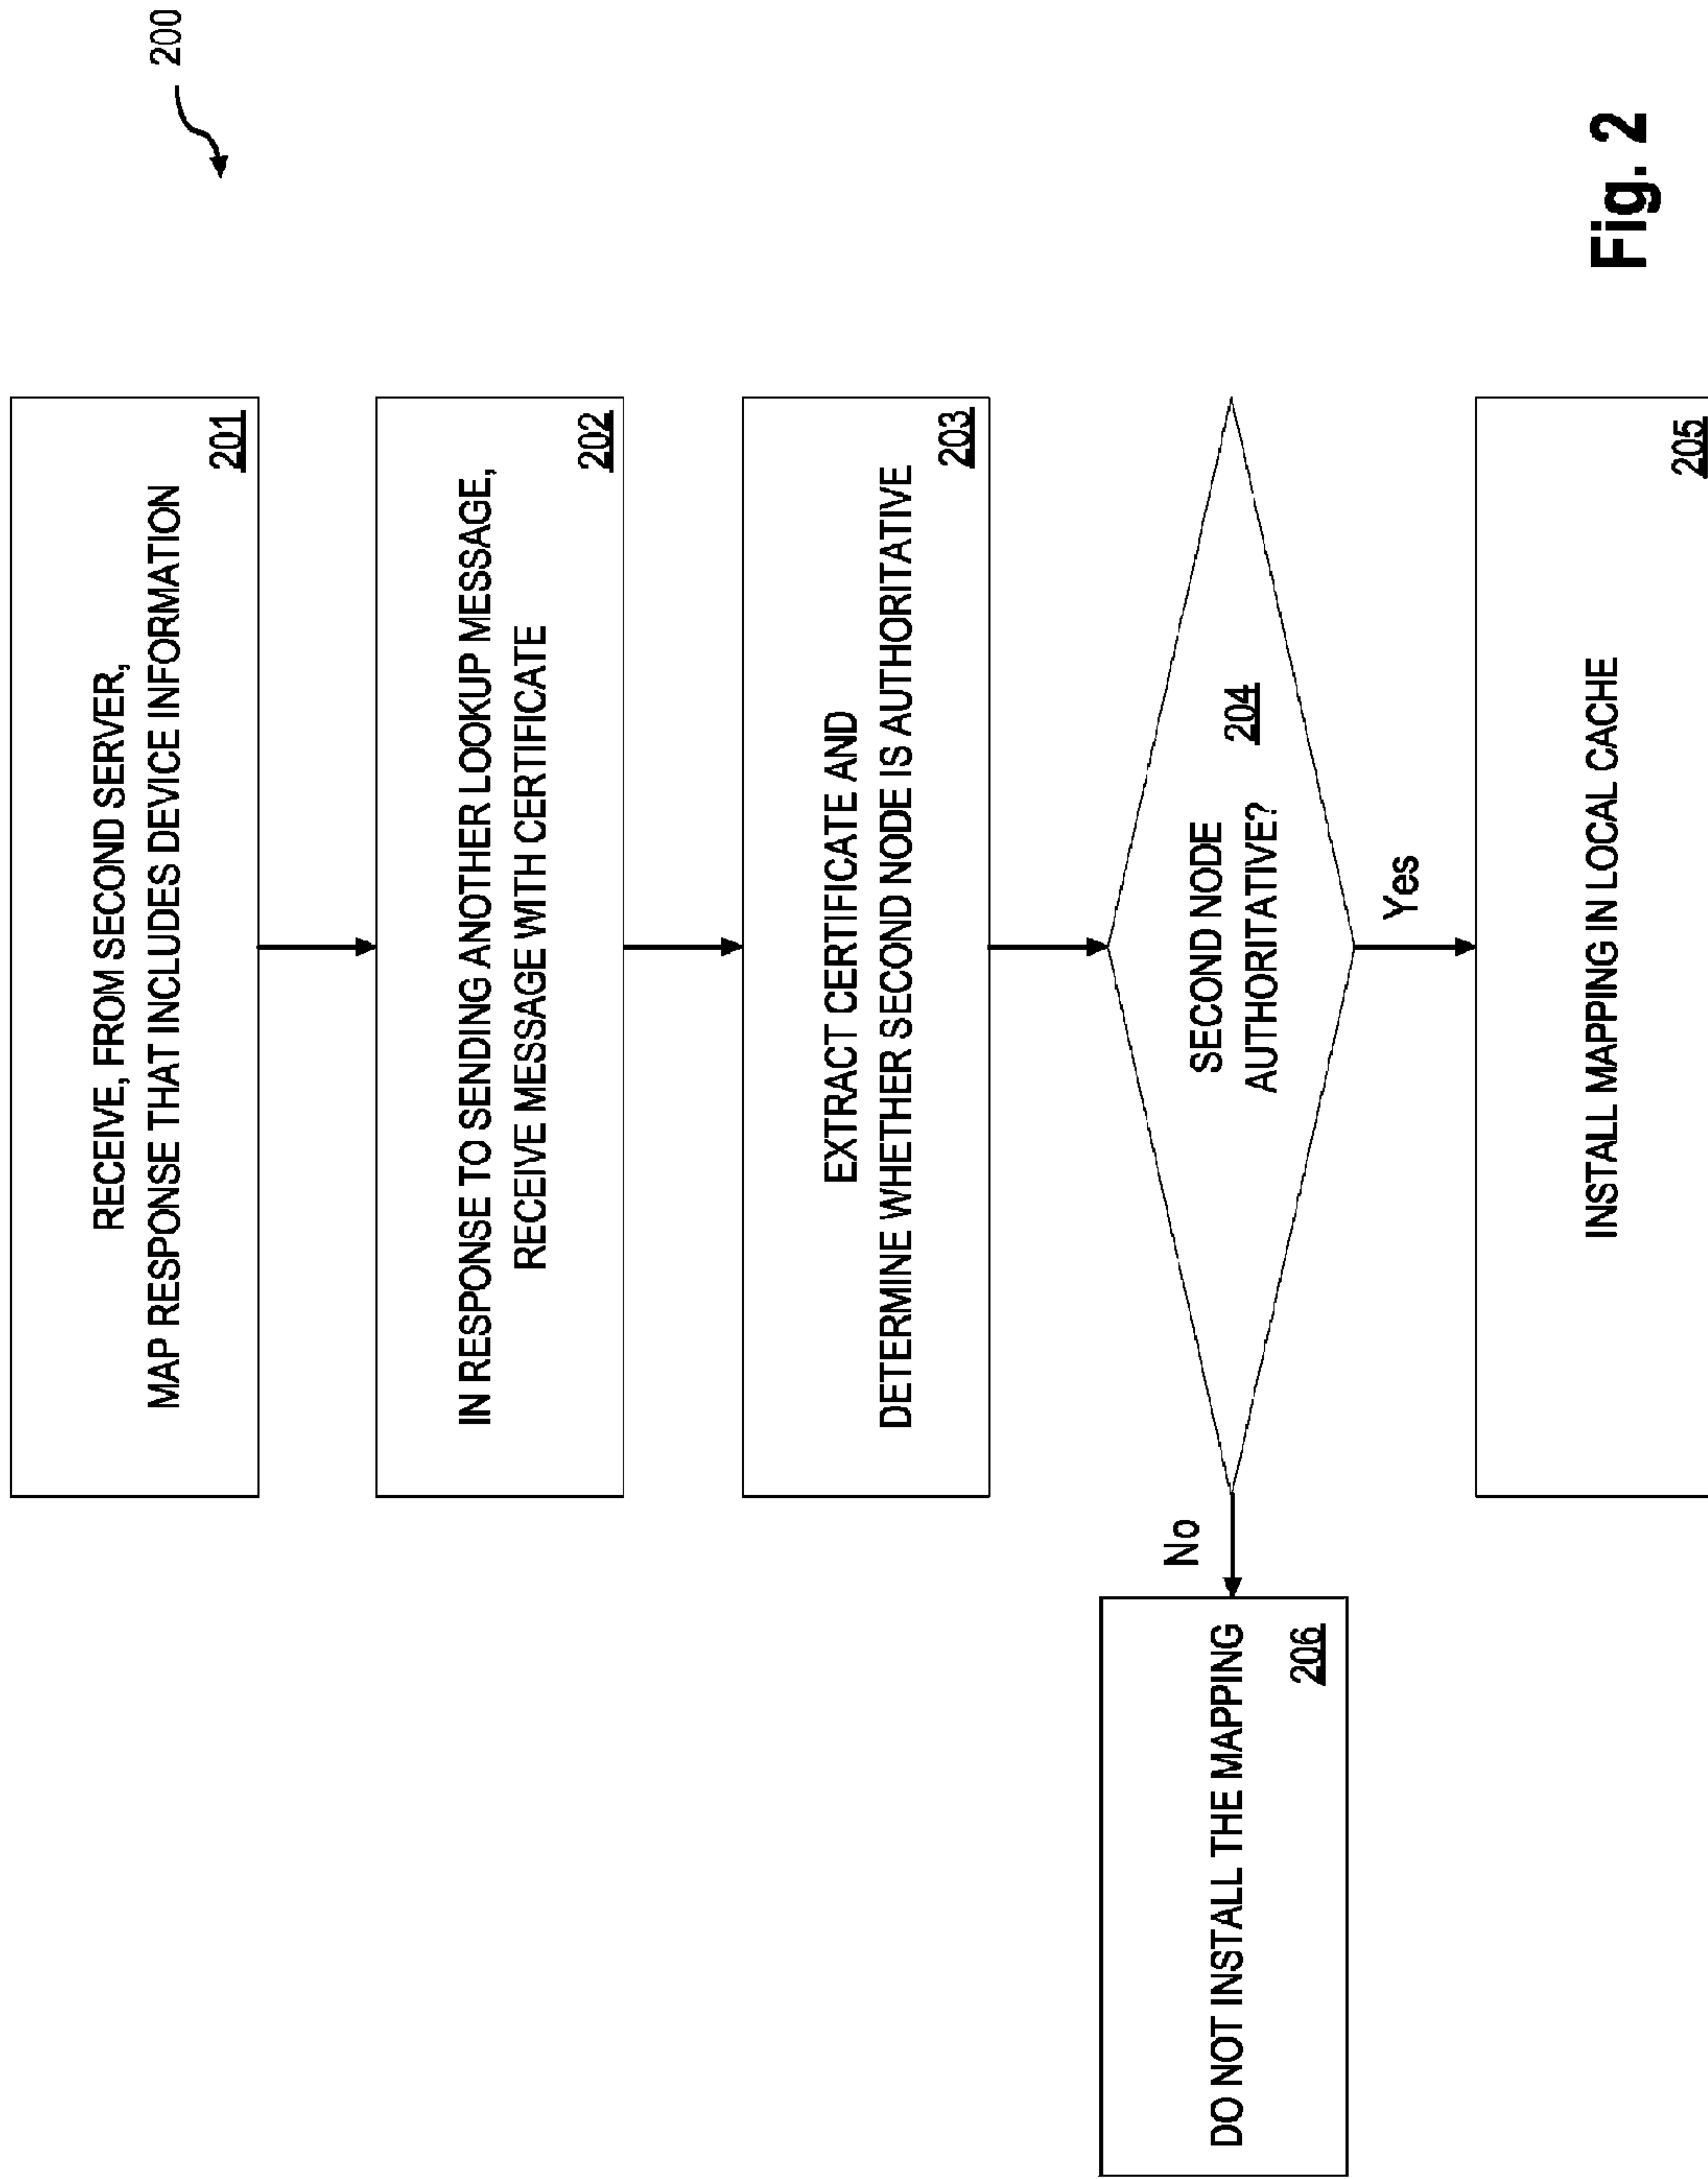 200
RECEIVE, FROM SECOND SERVER,
MAP RESPONSE THAT INCLUDES DEVICE INFORMATION
201
IN RESPONSE TO SENDING ANOTHER LOOKUP MESSAGE,
RECEIVE MESSAGE WITH CERTIFICATE
202
EXTRACT CERTIFICATE AND
DETERMINE WHETHER SECOND NODE IS AUTHORITATIVE
203
SECOND NODE
AUTHORITATIVE?
204
No
DO NOT INSTALL THE MAPPING
206
Yes
INSTALL MAPPING IN LOCAL CACHE
205
Fig. 2